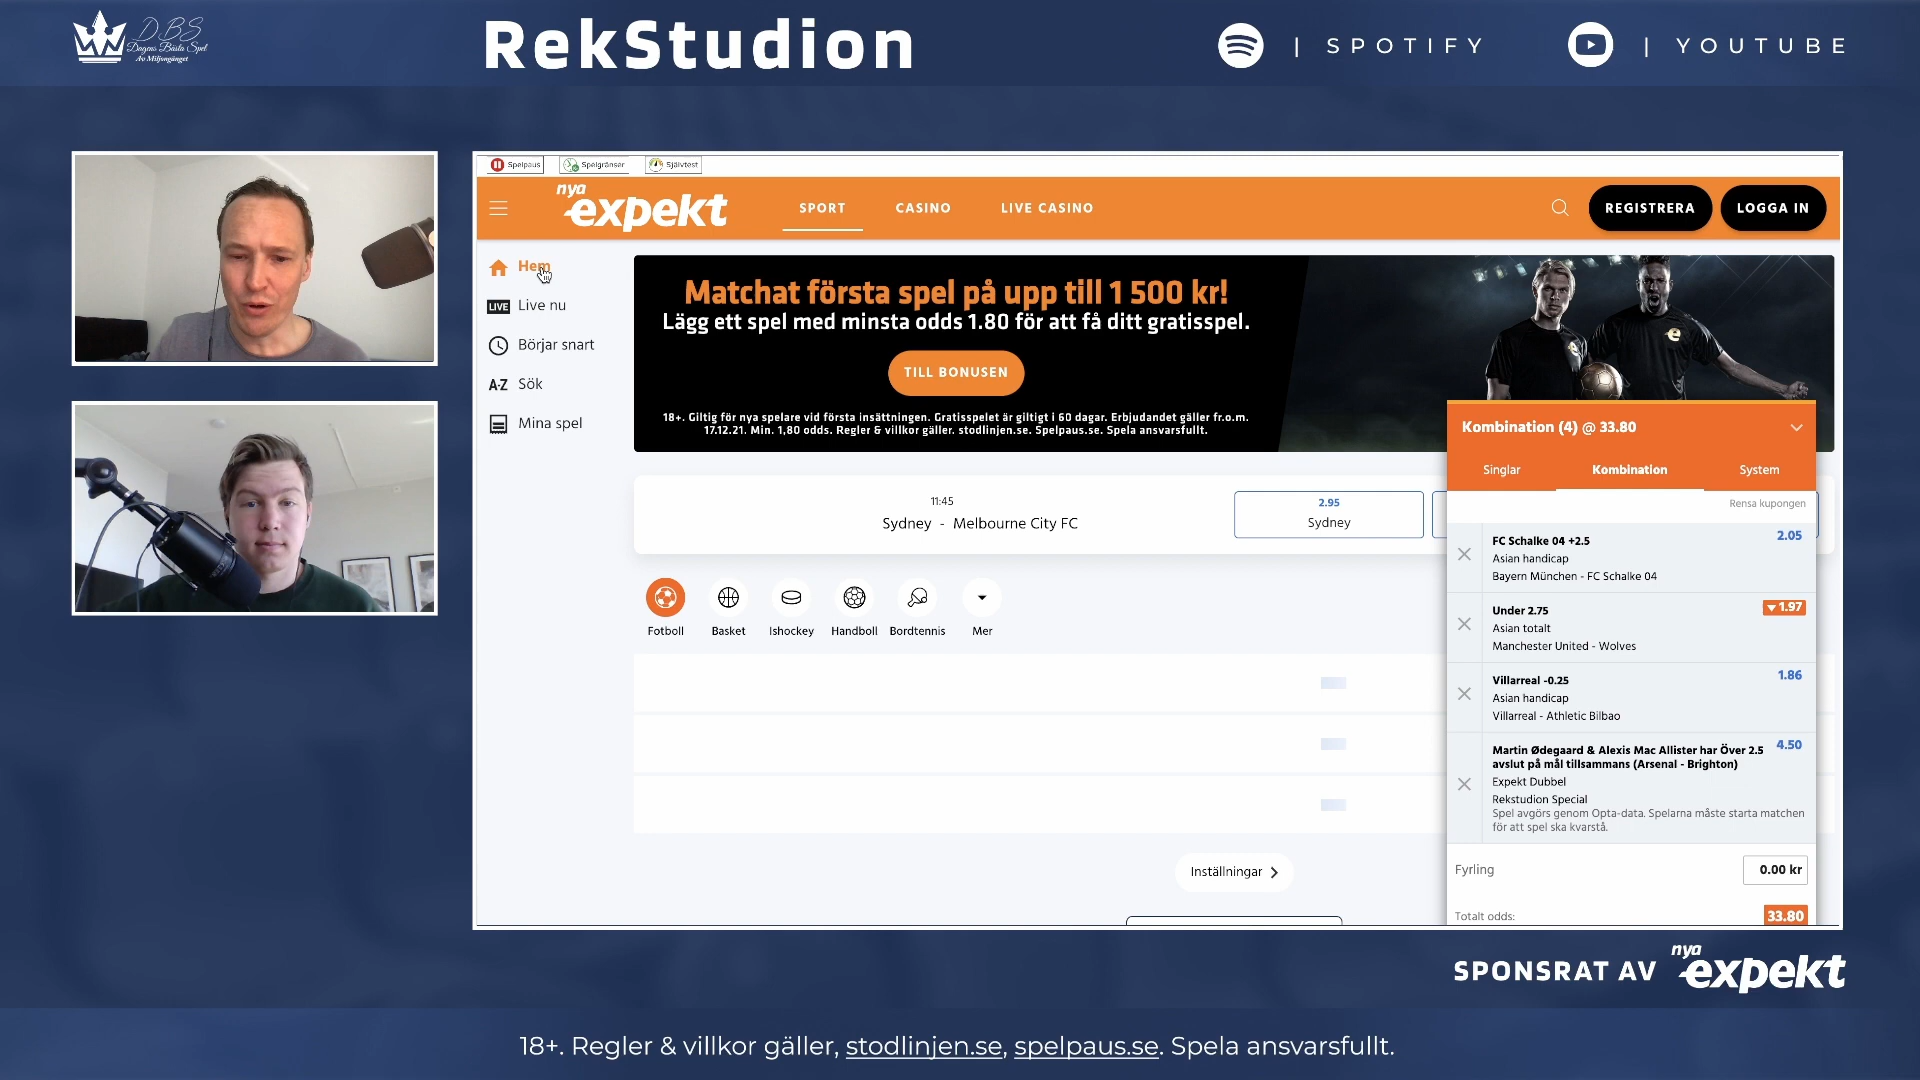 DBS
Dagens Bästa Spel
Av Miljongänget
RekStudion
| SPOTIFY
| YOUTUBE
Spelpaus
Spelgränser
Självtest
nya
expekt
SPORT
CASINO
LIVE CASINO
REGISTRERA
LOGGA IN
Hem
LIVE Live nu
Börjar snart
A-Z Sök
Mina spel
Matchat första spel på upp till 1 500 kr!
Lägg ett spel med minsta odds 1.80 för att få ditt gratisspel.
TILL BONUSEN
18+. Giltig för nya spelare vid första insättningen. Gratisspelet är giltigt i 60 dagar. Erbjudandet gäller fr.o.m.
17.12.21. Min. 1,80 odds. Regler & villkor gäller. stodlinjen.se. Spelpaus.se. Spela ansvarsfullt.
11:45
Sydney - Melbourne City FC
2.95
Sydney
Fotboll
Basket
Ishockey
Handboll
Bordtennis
Mer
Inställningar
Kombination (4) @ 33.80
Singlar
Kombination
System
Rensa kupongen
FC Schalke 04 +2.5
2.05
Asian handicap
Bayern München - FC Schalke 04
Under 2.75
1.97
Asian totalt
Manchester United - Wolves
Villarreal -0.25
1.86
Asian handicap
Villarreal - Athletic Bilbao
Martin Ødegaard & Alexis Mac Allister har Över 2.5
4.50
avslut på mål tillsammans (Arsenal - Brighton)
Expekt Dubbel
Rekstudion Special
Spel avgörs genom Opta-data. Spelarna måste starta matchen
för att spel ska kvarstå.
Fyrling
0.00 kr
Totalt odds:
33.80
SPONSRAT AV nya expekt
18+. Regler & villkor gäller, stodlinjen.se, spelpaus.se. Spela ansvarsfullt.